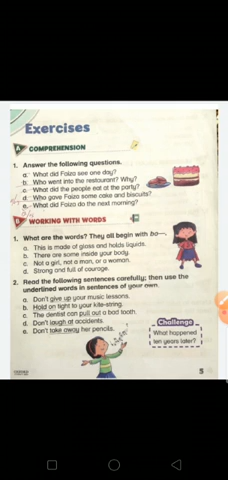 Exercises
A COMPREHENSION
1. Answer the following questions.
a. What did Faiza see one day?
b. Who went into the restaurant? Why?
c. What did the people eat at the party?
d. Who gave Faiza some cake and biscuits?
e. What did Faiza do the next morning?
B WORKING WITH WORDS
1. What are the words? They all begin with bo—.
a. This is made of glass and holds liquids.
b. There are some inside your body.
c. Not a girl, not a man, or a woman.
d. Strong and full of courage.
2. Read the following sentences carefully; then use the
underlined words in sentences of your own.
a. Don't give up your music lessons.
b. Hold on tight to your kite-string.
c. The dentist can pull out a bad tooth.
d. Don't laugh at accidents.
e. Don't take away her pencils.
Challenge
What happened
ten years later?
5